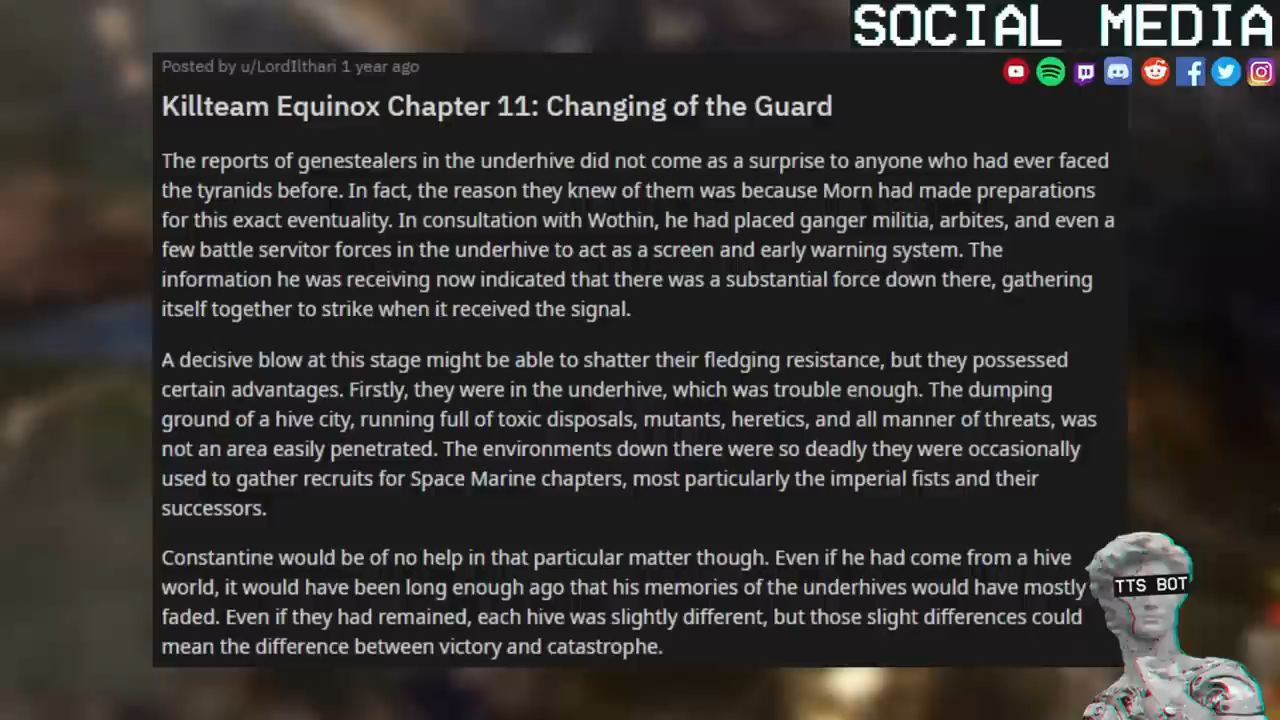 SOCIAL MEDIA
Posted by u/LordIlthari 1 year ago
Killteam Equinox Chapter 11: Changing of the Guard
The reports of genestealers in the underhive did not come as a surprise to anyone who had ever faced
the tyranids before. In fact, the reason they knew of them was because Morn had made preparations
for this exact eventuality. In consultation with Wothin, he had placed ganger militia, arbites, and even a
few battle servitor forces in the underhive to act as a screen and early warning system. The
information he was receiving now indicated that there was a substantial force down there, gathering
itself together to strike when it received the signal.
A decisive blow at this stage might be able to shatter their fledging resistance, but they possessed
certain advantages. Firstly, they were in the underhive, which was trouble enough. The dumping
ground of a hive city, running full of toxic disposals, mutants, heretics, and all manner of threats, was
not an area easily penetrated. The environments down there were so deadly they were occasionally
used to gather recruits for Space Marine chapters, most particularly the imperial fists and their
successors.
Constantine would be of no help in that particular matter though. Even if he had come from a hive
world, it would have been long enough ago that his memories of the underhives would have mostly
faded. Even if they had remained, each hive was slightly different, but those slight differences could
mean the difference between victory and catastrophe.
TTS BOT